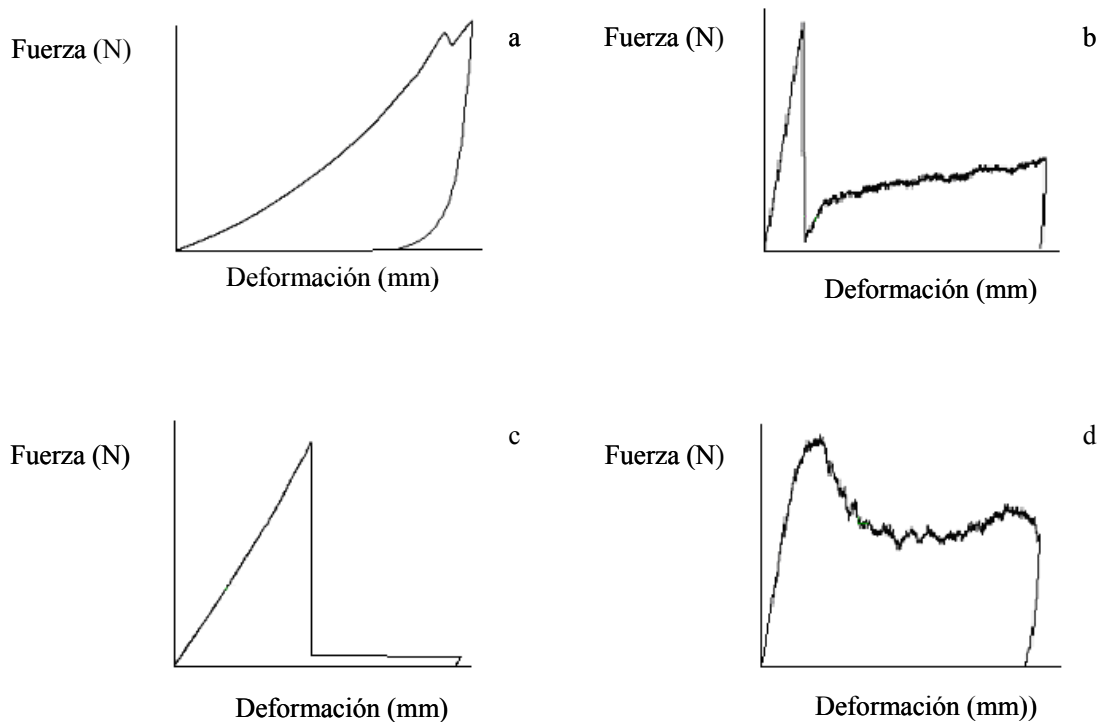 Fuerza (N)
a
Deformación (mm)
Fuerza (N)
b
Deformación (mm)
Fuerza (N)
c
Deformación (mm)
Fuerza (N)
d
Deformación (mm))